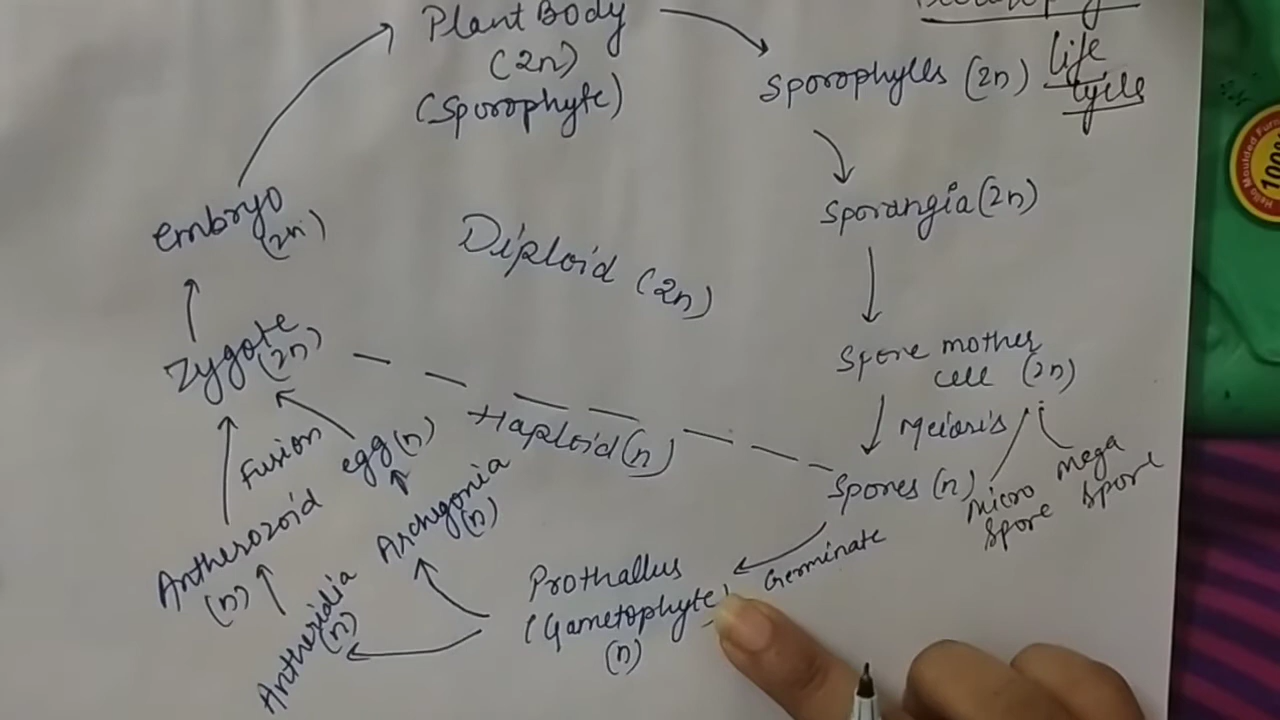 Plant Body
(2n)
(Sporophyte)
Sporophylls (2n)
Life
Cycle
Sporangia (2n)
Spore mother
cell (2n)
Meiosis
Spores (n)
Micro
Spore
Mega
Spore
Germinate
Prothallus
(Gametophyte)
(n)
Archegonia
(n)
egg (n)
Antheridia
(n)
Antherozoid
(n)
Fusion
Zygote
(2n)
embryo
(2n)
Diploid (2n)
Haploid (n)
100%